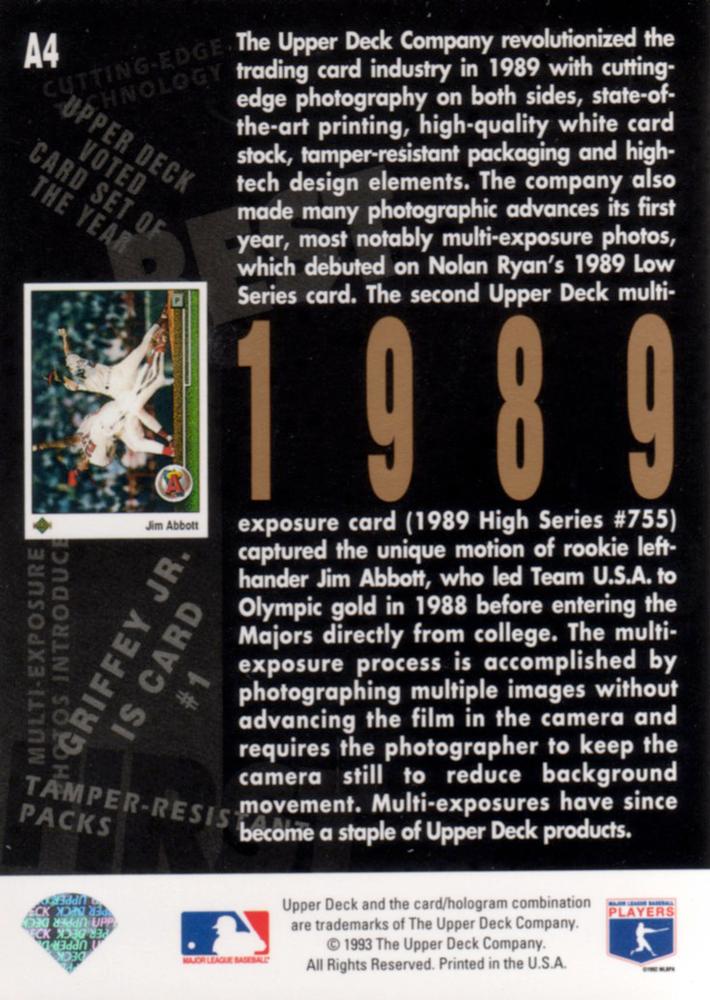 A4
CUTTING-EDGE
TECHNOLOGY
UPPER DECK
VOTED
CARD SET OF
THE YEAR
BEST
The Upper Deck Company revolutionized the
trading card industry in 1989 with cutting-
edge photography on both sides, state-of-
the-art printing, high-quality white card
stock, tamper-resistant packaging and high-
tech design elements. The company also
made many photographic advances its first
year, most notably multi-exposure photos,
which debuted on Nolan Ryan's 1989 Low
Series card. The second Upper Deck multi-
1989
exposure card (1989 High Series #755)
captured the unique motion of rookie left-
hander Jim Abbott, who led Team U.S.A. to
Olympic gold in 1988 before entering the
Majors directly from college. The multi-
exposure process is accomplished by
photographing multiple images without
advancing the film in the camera and
requires the photographer to keep the
camera still to reduce background
movement. Multi-exposures have since
become a staple of Upper Deck products.
A
Jim Abbott
MULTI-EXPOSURE
PHOTOS INTRODUCED
GRIFFEY JR.
IS CARD
#1
FIRST
TAMPER-RESISTANT
PACKS
UPPER DECK
MAJOR LEAGUE BASEBALL
Upper Deck and the card/hologram combination
are trademarks of The Upper Deck Company.
© 1993 The Upper Deck Company.
All Rights Reserved. Printed in the U.S.A.
MAJOR LEAGUE BASEBALL
PLAYERS
©1992 MLBPA